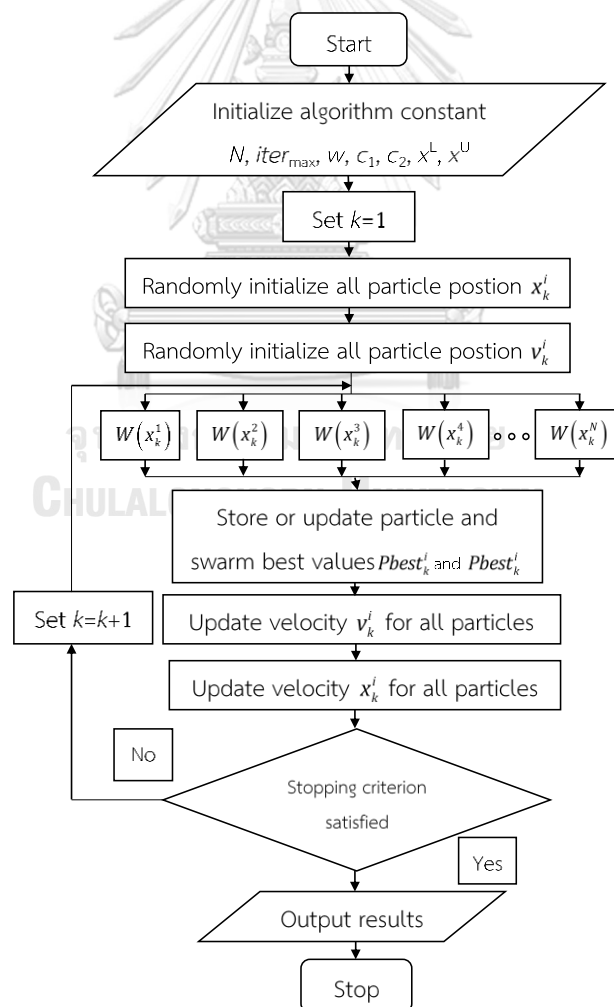 Start
Initialize algorithm constant
N, iter_max, w, c_1, c_2, x^L, x^U
Set k=1
Randomly initialize all particle postion x_k^i
Randomly initialize all particle postion v_k^i
W(x_k^1) W(x_k^2) W(x_k^3) W(x_k^4) W(x_k^N)
CHULAL
Store or update particle and
swarm best values Pbest_k^i and Pbest_k^i
Set k=k+1
Update velocity v_k^i for all particles
Update velocity x_k^i for all particles
No
Stopping criterion
satisfied
Yes
Output results
Stop